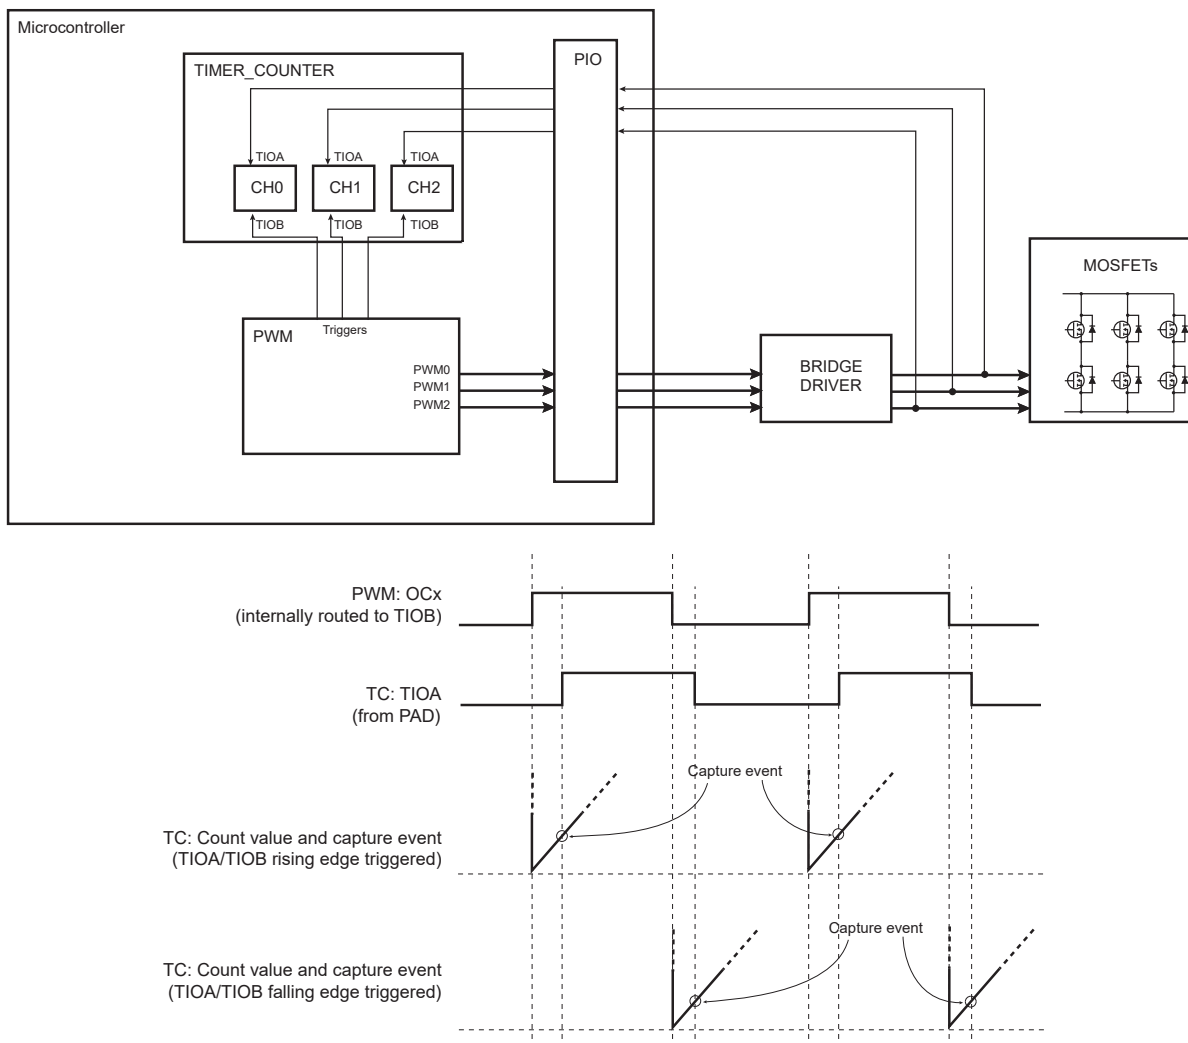 Microcontroller
PIO
TIMER_COUNTER
TIOA
TIOA
TIOA
CH0
CH1
CH2
TIOB
TIOB
TIOB
MOSFETs
Triggers
PWM
PWM0
PWM1
PWM2
BRIDGE
DRIVER
PWM: OCx
(internally routed to TIOB)
TC: TIOA
(from PAD)
Capture event
TC: Count value and capture event
(TIOA/TIOB rising edge triggered)
Capture event
TC: Count value and capture event
(TIOA/TIOB falling edge triggered)